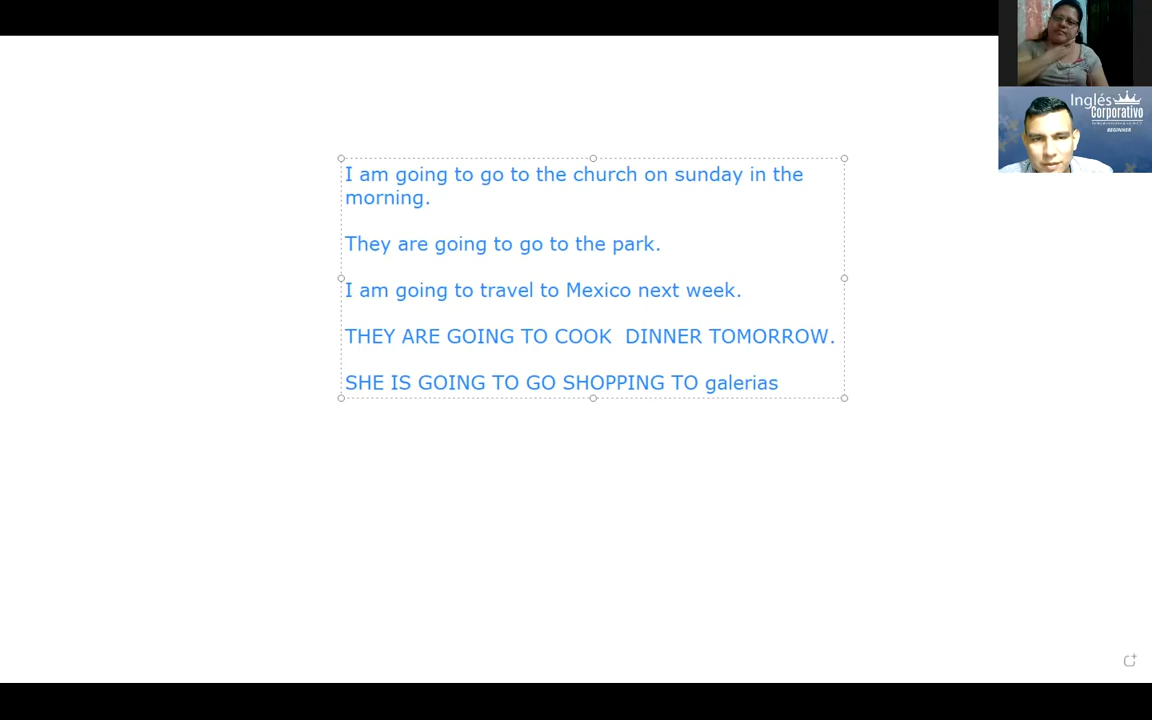 Inglés
Corporativo
BEGINNER
I am going to go to the church on sunday in the
morning.
They are going to go to the park.
I am going to travel to Mexico next week.
THEY ARE GOING TO COOK  DINNER TOMORROW.
SHE IS GOING TO GO SHOPPING TO galerias